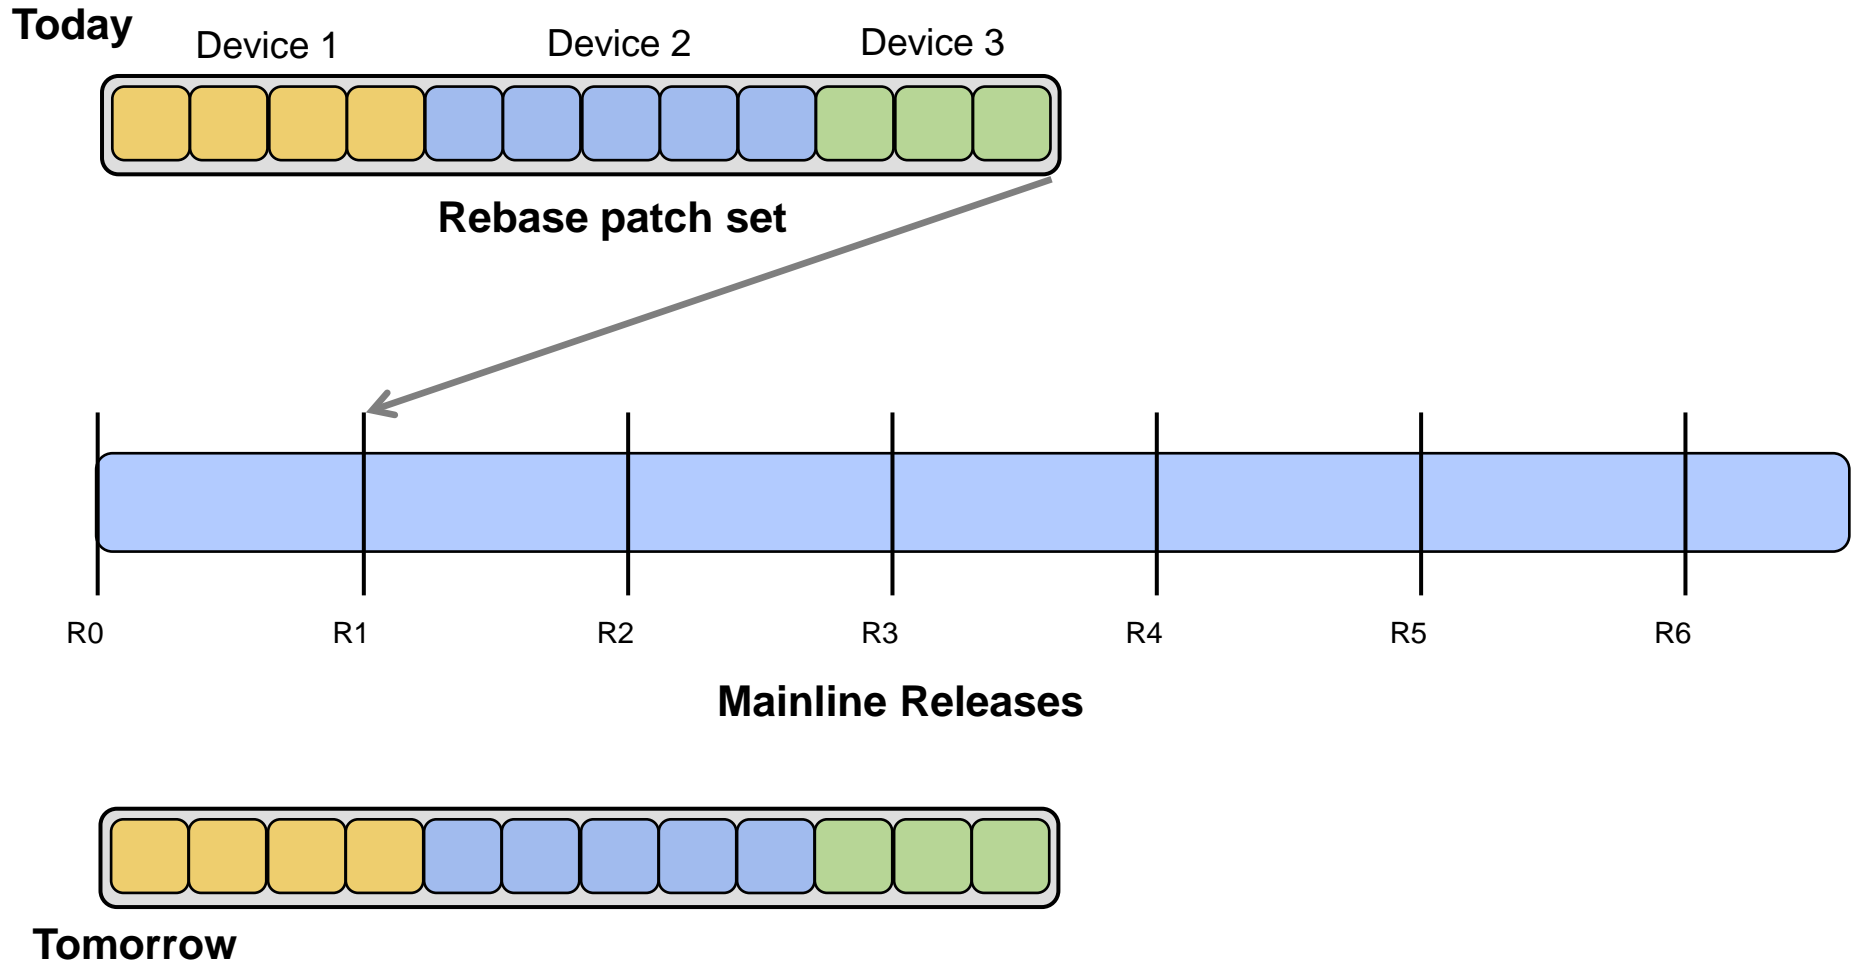 Today
Device 1
Device 2
Device 3
Rebase patch set
R0
R1
R2
R3
R4
R5
R6
Mainline Releases
Tomorrow